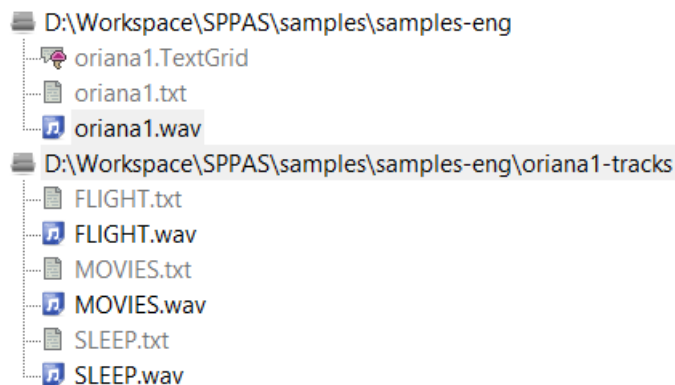 D:\Workspace\SPPAS\samples\samples-eng
oriana1.TextGrid
oriana1.txt
oriana1.wav
D:\Workspace\SPPAS\samples\samples-eng\oriana1-tracks
FLIGHT.txt
FLIGHT.wav
MOVIES.txt
MOVIES.wav
SLEEP.txt
SLEEP.wav